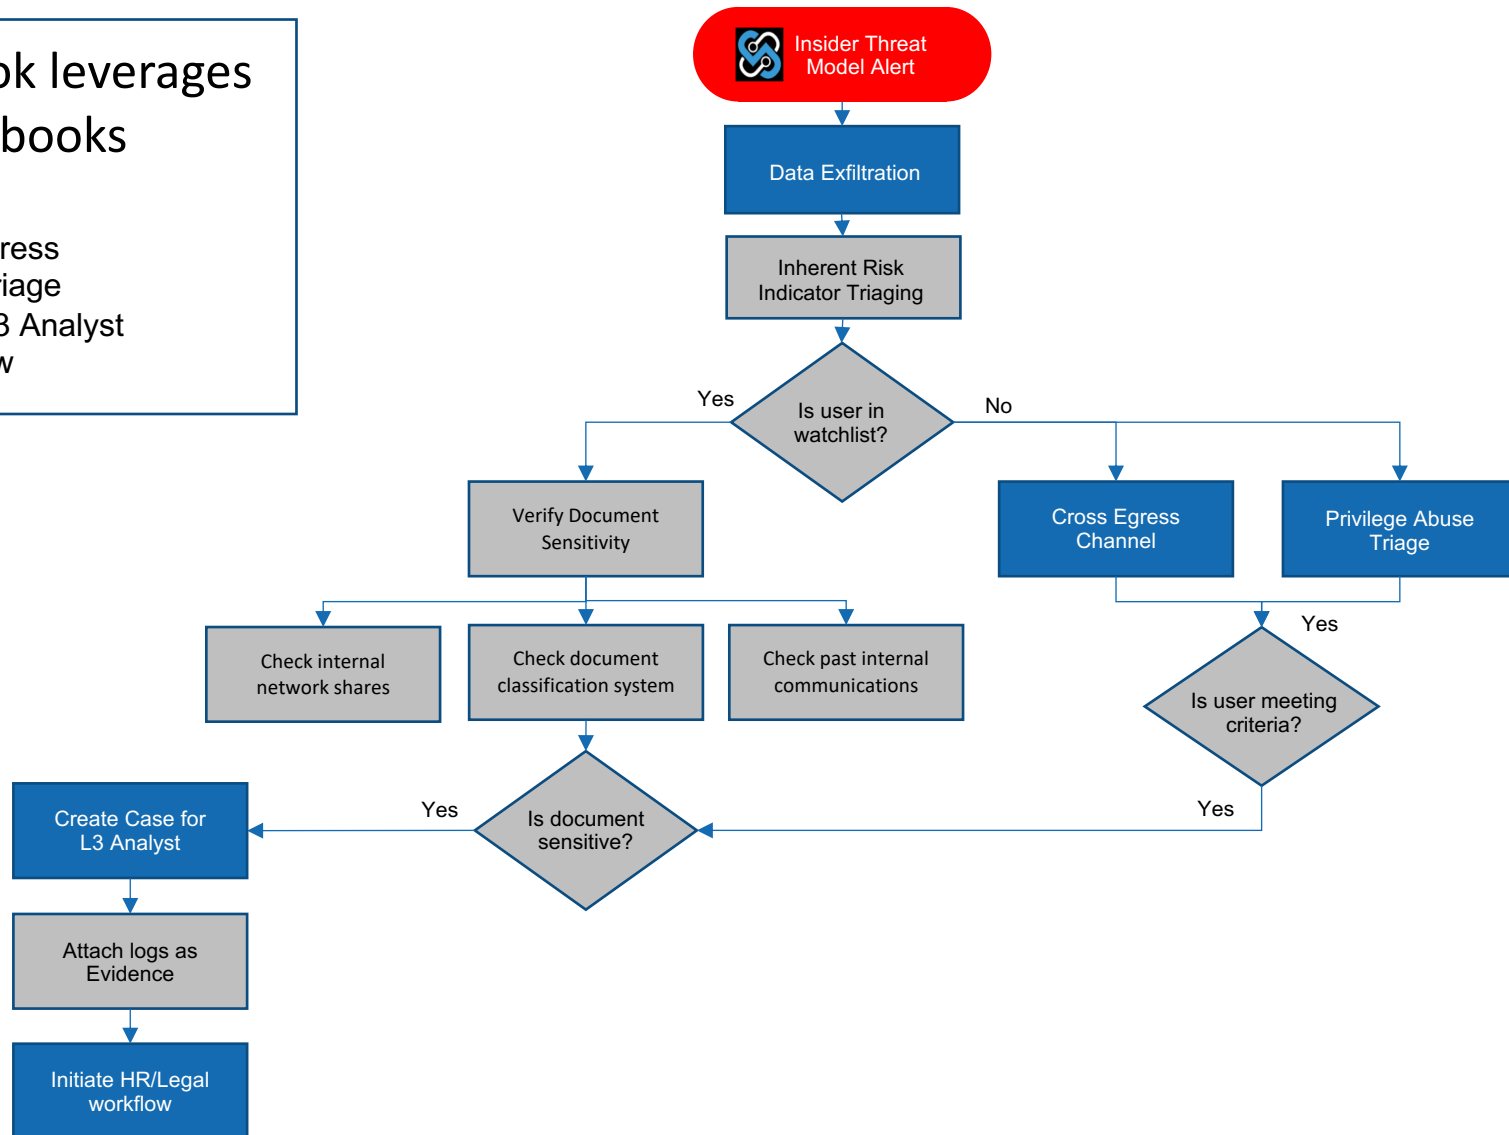 ok leverages
books
ress
riage
3 Analyst
w
Insider Threat
Model Alert
Data Exfiltration
Inherent Risk
Indicator Triaging
Is user in
watchlist?
Yes
No
Verify Document
Sensitivity
Cross Egress
Channel
Privilege Abuse
Triage
Check internal
network shares
Check document
classification system
Check past internal
communications
Yes
Is user meeting
criteria?
Yes
Is document
sensitive?
Yes
Create Case for
L3 Analyst
Attach logs as
Evidence
Initiate HR/Legal
workflow